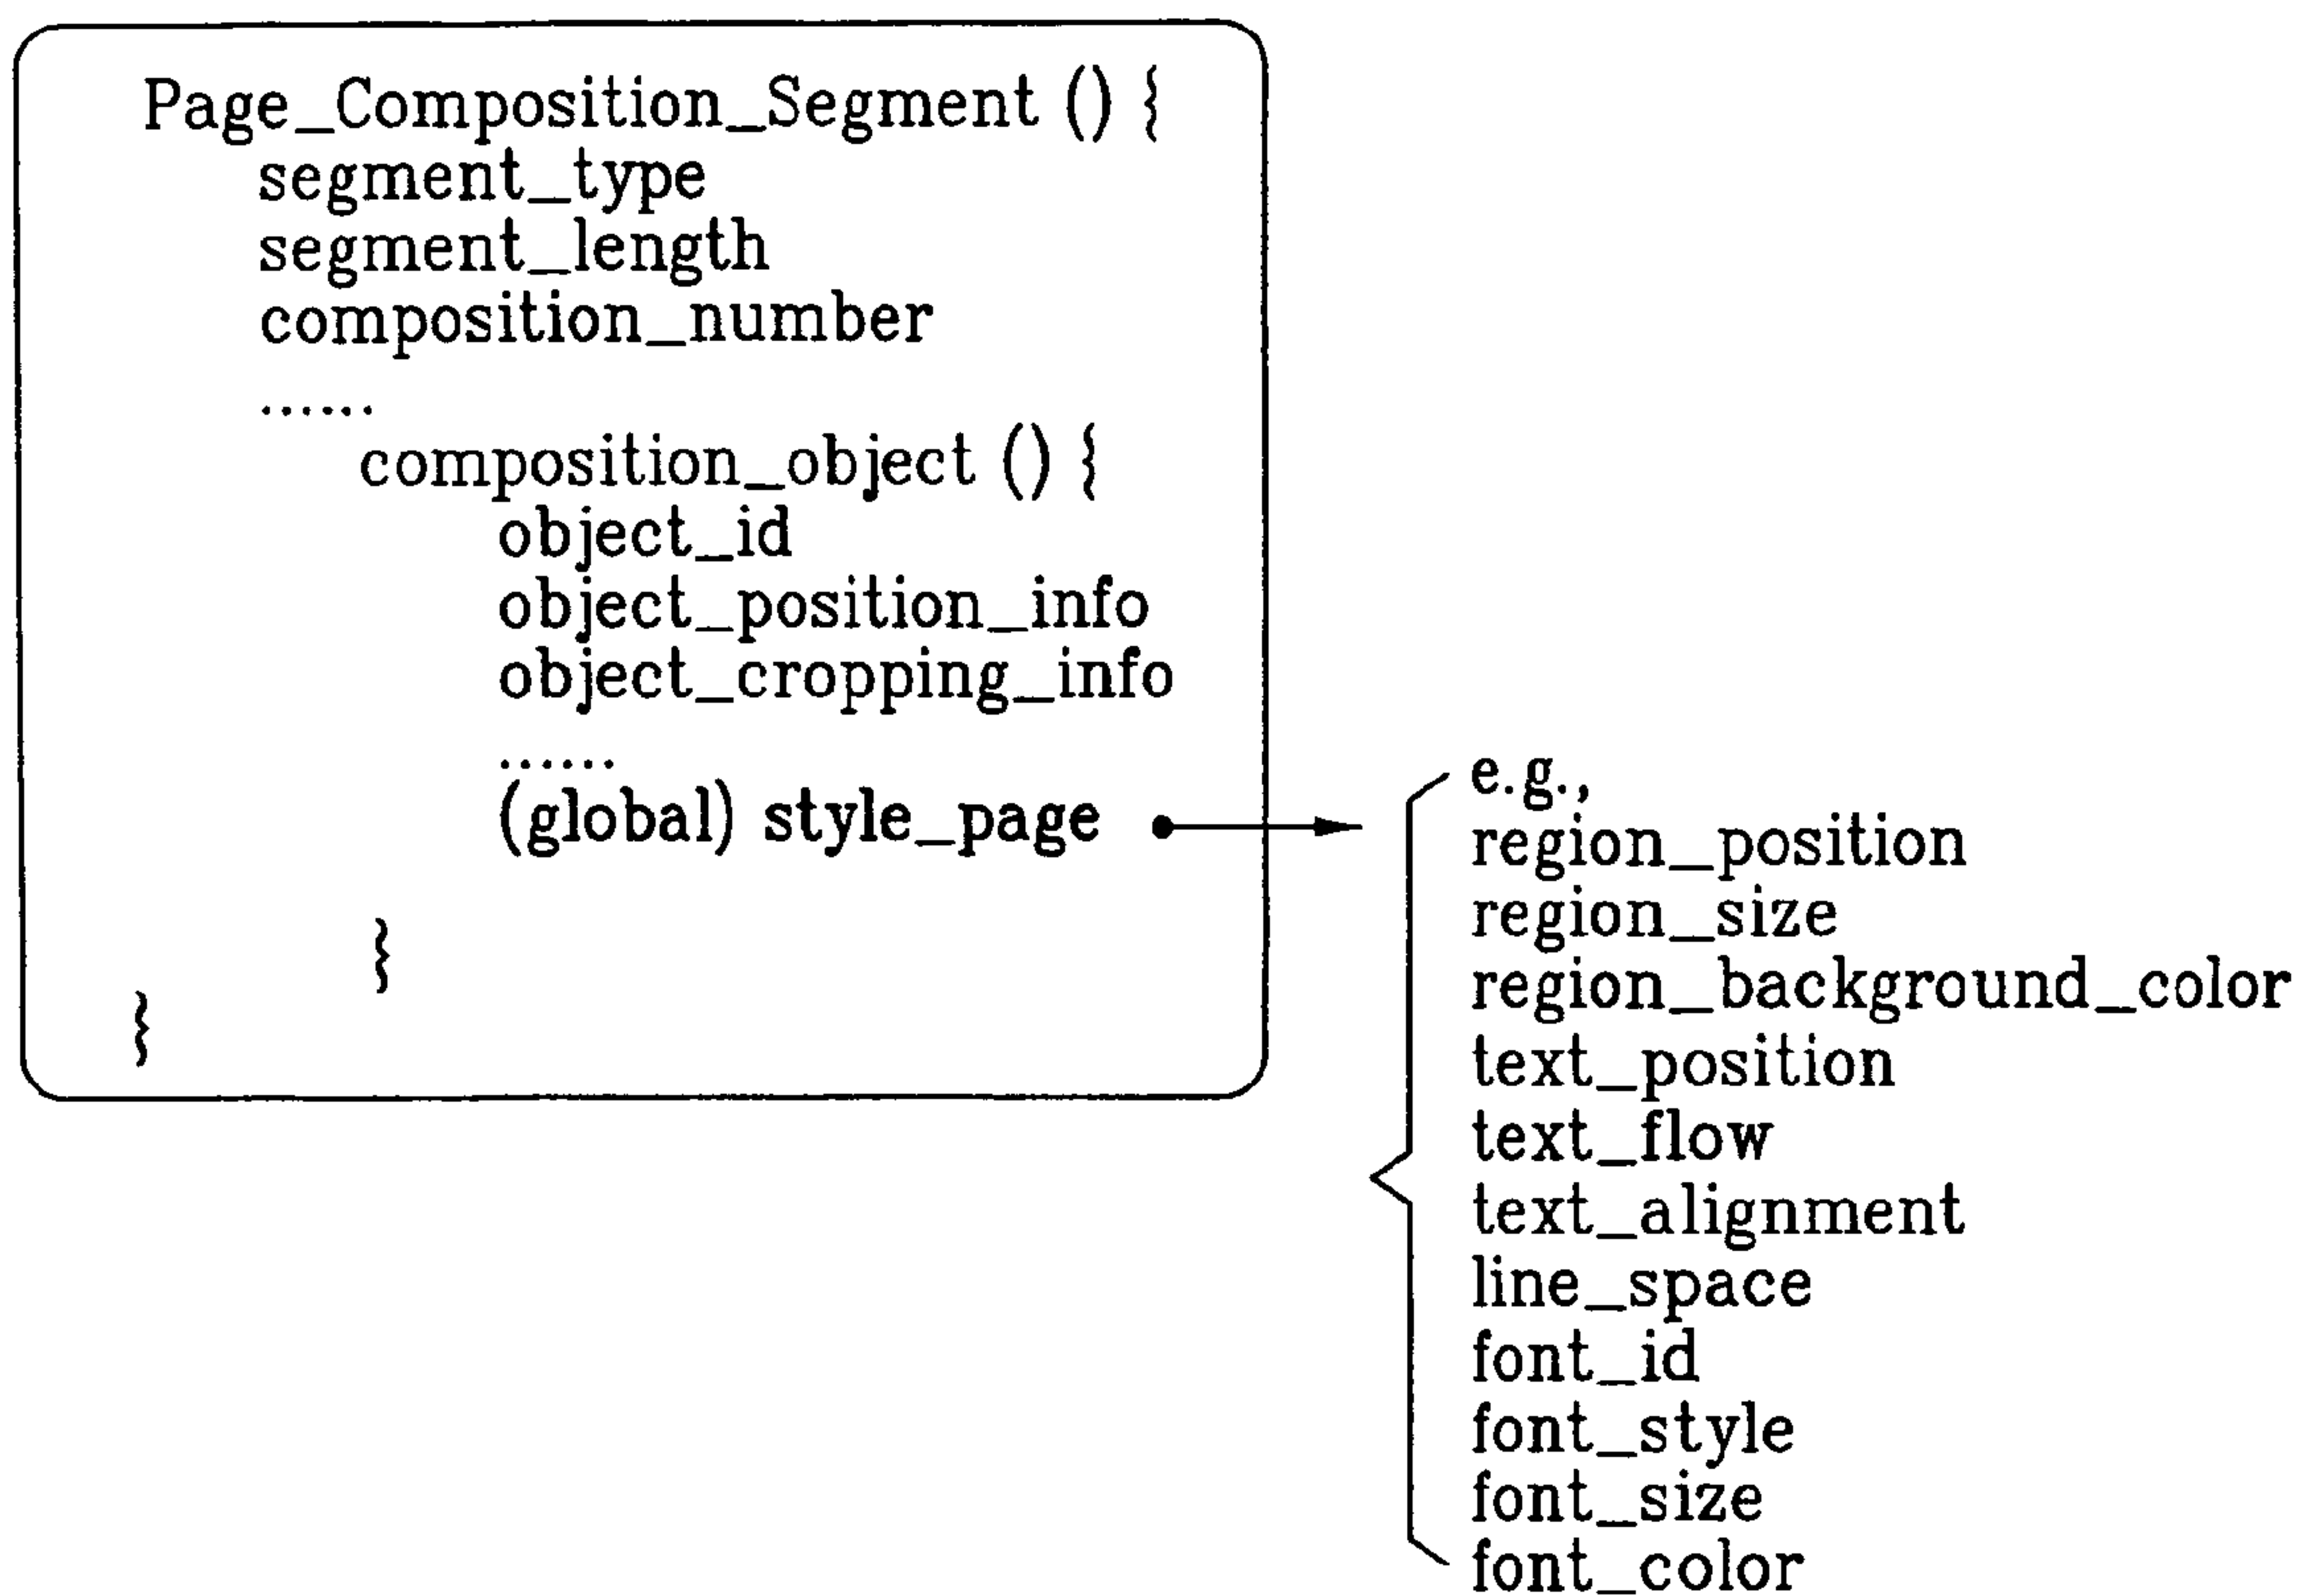 Page_Composition_Segment () {
segment_type
segment_length
composition_number
......
composition_object () {
object_id
object_position_info
object_cropping_info
......
(global) style_page
}
}
e.g.,
region_position
region_size
region_background_color
text_position
text_flow
text_alignment
line_space
font_id
font_style
font_size
font_color